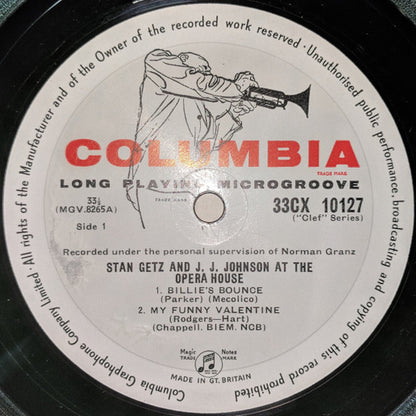 All rights of the Manufacturer and of the Owner of the recorded work reserved · Unauthorised public performance, broadcasting and copying of this record prohibited · Columbia Graphophone Company Limited ·
COLUMBIA
TRADE MARK
LONG PLAYING MICROGROOVE
TRADE MARK
33⅓
(MGV.8265A)
Side 1
33CX 10127
("Clef" Series)
Recorded under the personal supervision of Norman Granz
STAN GETZ AND J. J. JOHNSON AT THE
OPERA HOUSE
1. BILLIE'S BOUNCE
(Parker) (Mecolico)
2. MY FUNNY VALENTINE
(Rodgers—Hart)
(Chappell. BIEM. NCB)
Magic Notes
TRADE MARK
MADE IN GT. BRITAIN